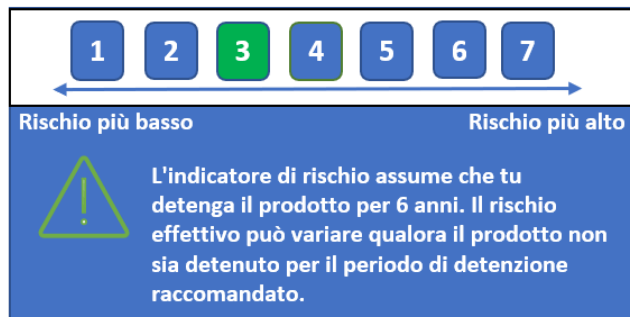 1 2 3 4 5 6 7
Rischio più basso Rischio più alto
L'indicatore di rischio assume che tu
detenga il prodotto per 6 anni. Il rischio
effettivo può variare qualora il prodotto non
sia detenuto per il periodo di detenzione
raccomandato.